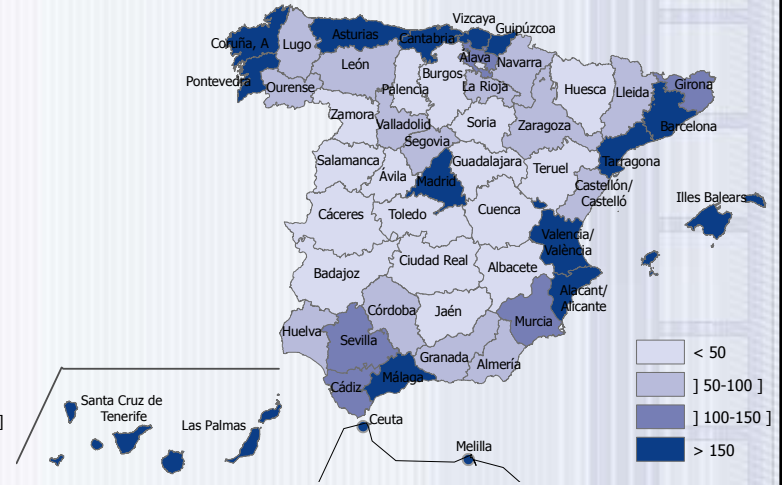 Vizcaya
Guipúzcoa
Coruña, A
Lugo
Asturias
Cantabria
Alava
Navarra
León
Burgos
Palencia
La Rioja
Pontevedra
Ourense
Huesca
Lleida
Girona
Zamora
Valladolid
Soria
Zaragoza
Barcelona
Segovia
Salamanca
Guadalajara
Teruel
Tarragona
Ávila
Madrid
Castellón/
Castelló
Illes Balears
Cáceres
Toledo
Cuenca
Valencia/
València
Badajoz
Ciudad Real
Albacete
Alacant/
Alicante
Córdoba
Jaén
Murcia
Huelva
Sevilla
Granada
Almería
Cádiz
Málaga
Santa Cruz de
Tenerife
Las Palmas
Ceuta
Melilla
< 50
] 50-100 ]
] 100-150 ]
> 150
]